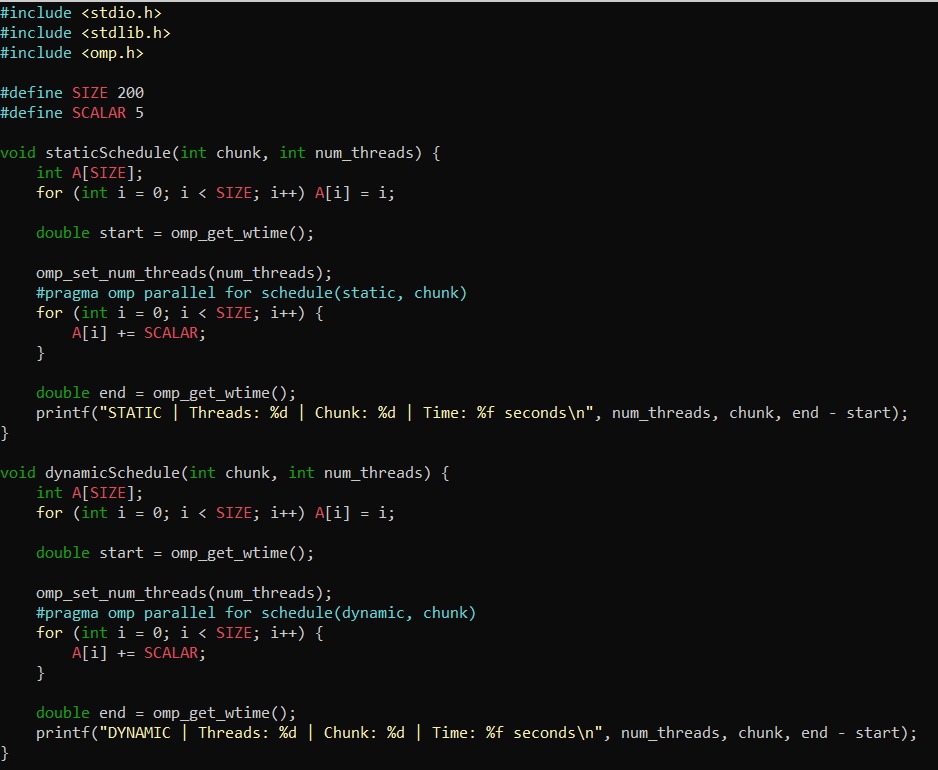 #include <stdio.h>
#include <stdlib.h>
#include <omp.h>

#define SIZE 200
#define SCALAR 5

void staticSchedule(int chunk, int num_threads) {
    int A[SIZE];
    for (int i = 0; i < SIZE; i++) A[i] = i;

    double start = omp_get_wtime();

    omp_set_num_threads(num_threads);
    #pragma omp parallel for schedule(static, chunk)
    for (int i = 0; i < SIZE; i++) {
        A[i] += SCALAR;
    }

    double end = omp_get_wtime();
    printf("STATIC | Threads: %d | Chunk: %d | Time: %f seconds\n", num_threads, chunk, end - start);
}

void dynamicSchedule(int chunk, int num_threads) {
    int A[SIZE];
    for (int i = 0; i < SIZE; i++) A[i] = i;

    double start = omp_get_wtime();

    omp_set_num_threads(num_threads);
    #pragma omp parallel for schedule(dynamic, chunk)
    for (int i = 0; i < SIZE; i++) {
        A[i] += SCALAR;
    }

    double end = omp_get_wtime();
    printf("DYNAMIC | Threads: %d | Chunk: %d | Time: %f seconds\n", num_threads, chunk, end - start);
}